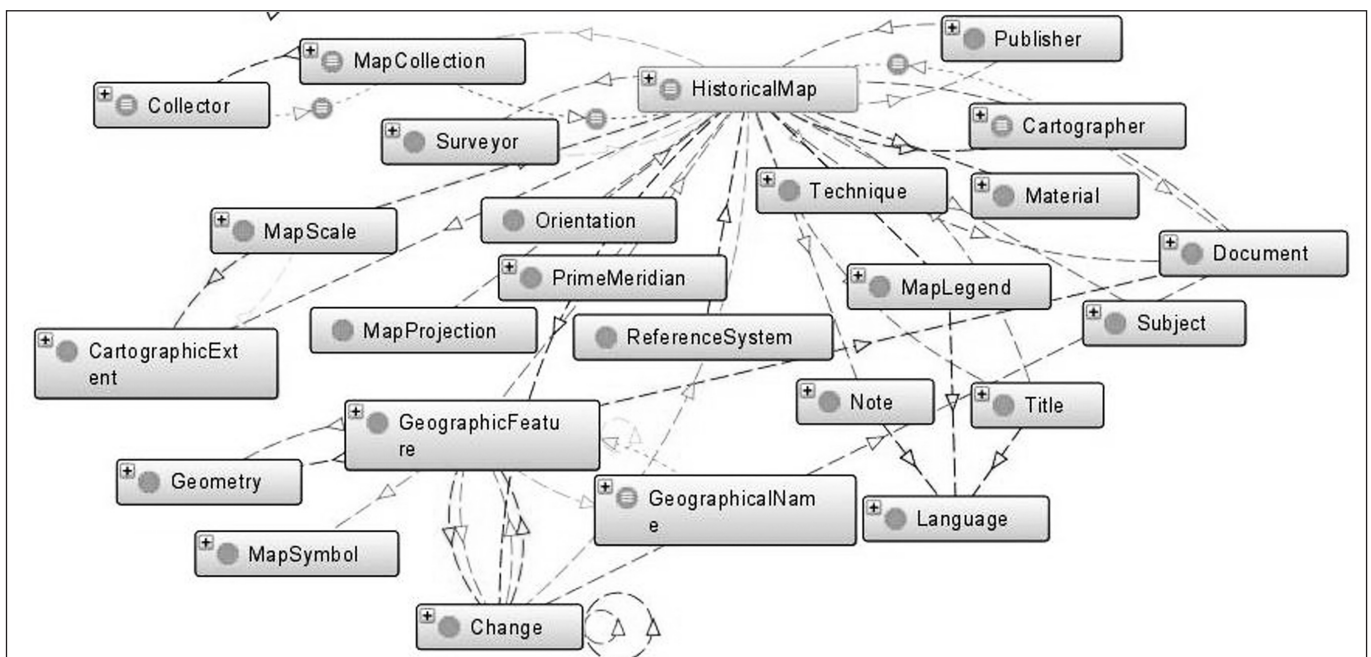 Publisher
MapCollection
HistoricalMap
Collector
Cartographer
Surveyor
Technique
Material
Orientation
MapScale
Document
PrimeMeridian
MapLegend
MapProjection
ReferenceSystem
Subject
CartographicExt
ent
Note
Title
GeographicFeatu
re
Geometry
GeographicalNam
e
Language
MapSymbol
Change